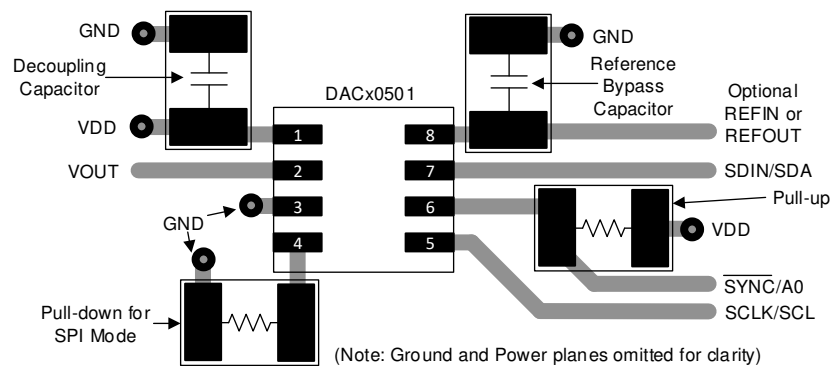 GND
Decoupling
Capacitor
VDD
VOUT
GND
Pull-down for
SPI Mode
DACx0501
1
2
3
4
8
7
6
5
GND
Reference
Bypass
Capacitor
Optional
REFIN or
REFOUT
SDIN/SDA
Pull-up
VDD
SYNC/A0
SCLK/SCL
(Note: Ground and Power planes omitted for clarity)